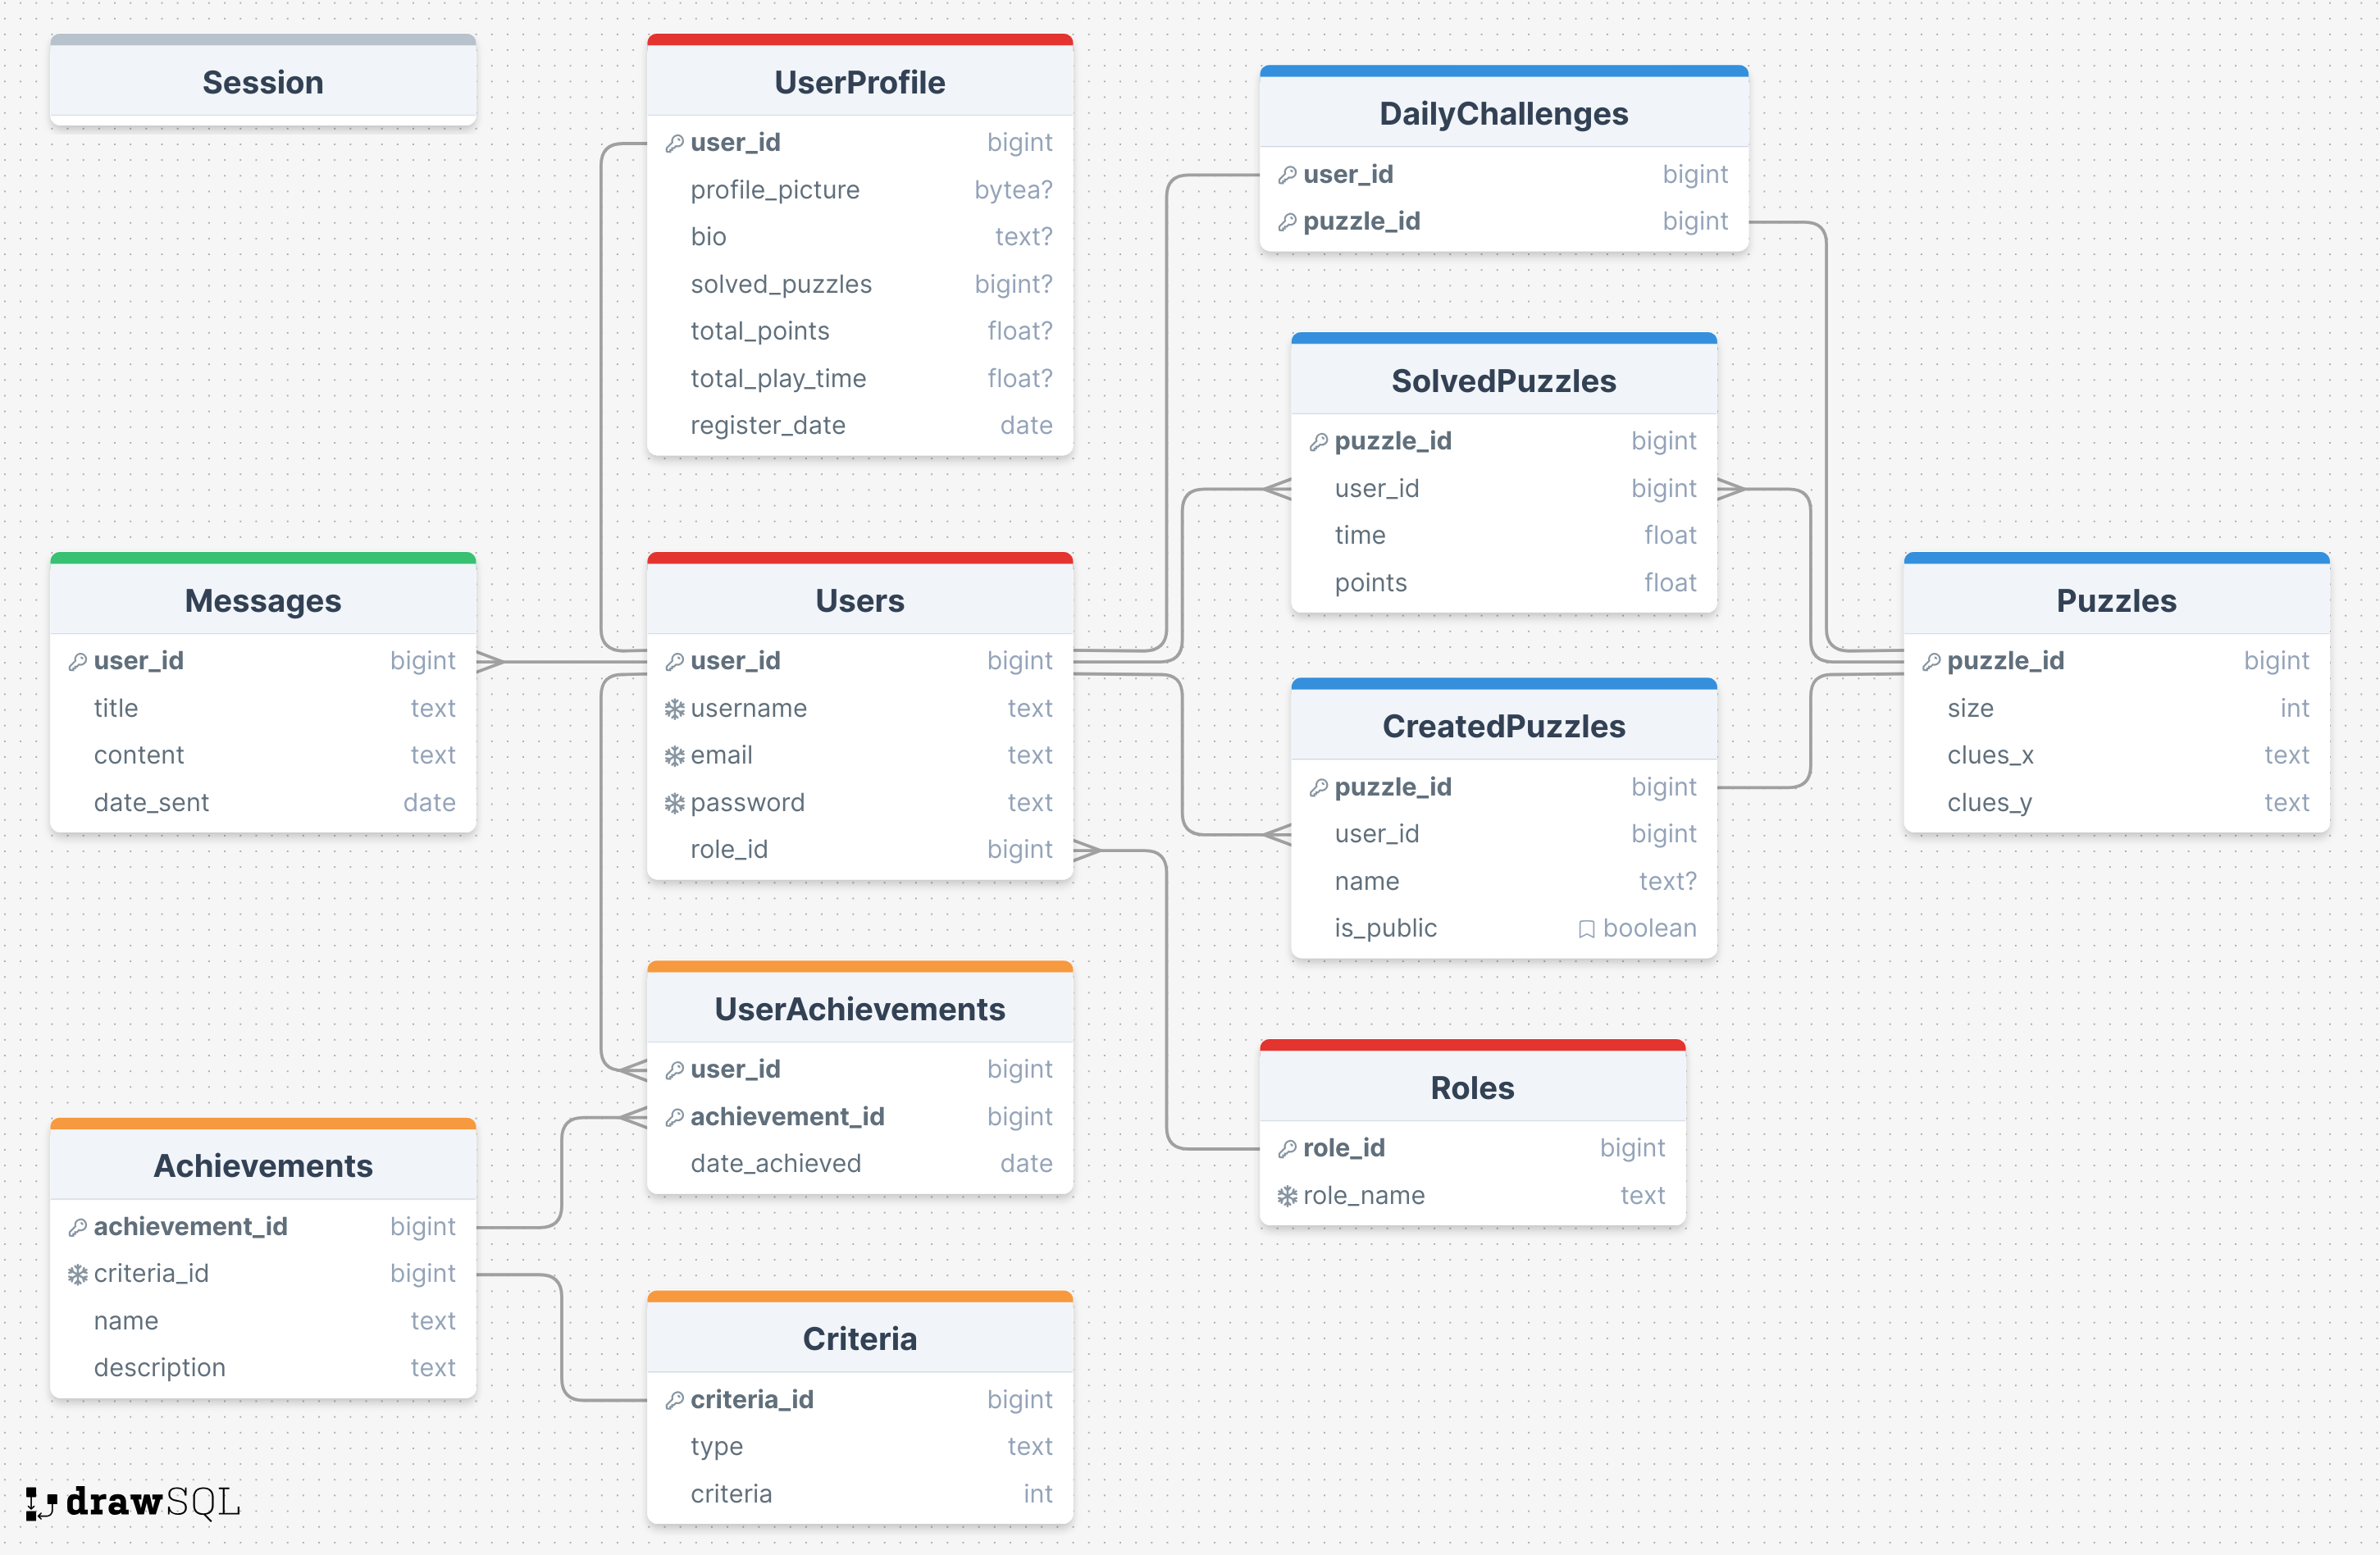 Session
UserProfile
user_id bigint
profile_picture bytea?
bio text?
solved_puzzles bigint?
total_points float?
total_play_time float?
register_date date
DailyChallenges
user_id bigint
puzzle_id bigint
SolvedPuzzles
puzzle_id bigint
user_id bigint
time float
points float
Messages
user_id bigint
title text
content text
date_sent date
Users
user_id bigint
username text
email text
password text
role_id bigint
Puzzles
puzzle_id bigint
size int
clues_x text
clues_y text
CreatedPuzzles
puzzle_id bigint
user_id bigint
name text?
is_public boolean
UserAchievements
user_id bigint
achievement_id bigint
date_achieved date
Roles
role_id bigint
role_name text
Achievements
achievement_id bigint
criteria_id bigint
name text
description text
Criteria
criteria_id bigint
type text
criteria int
drawSQL